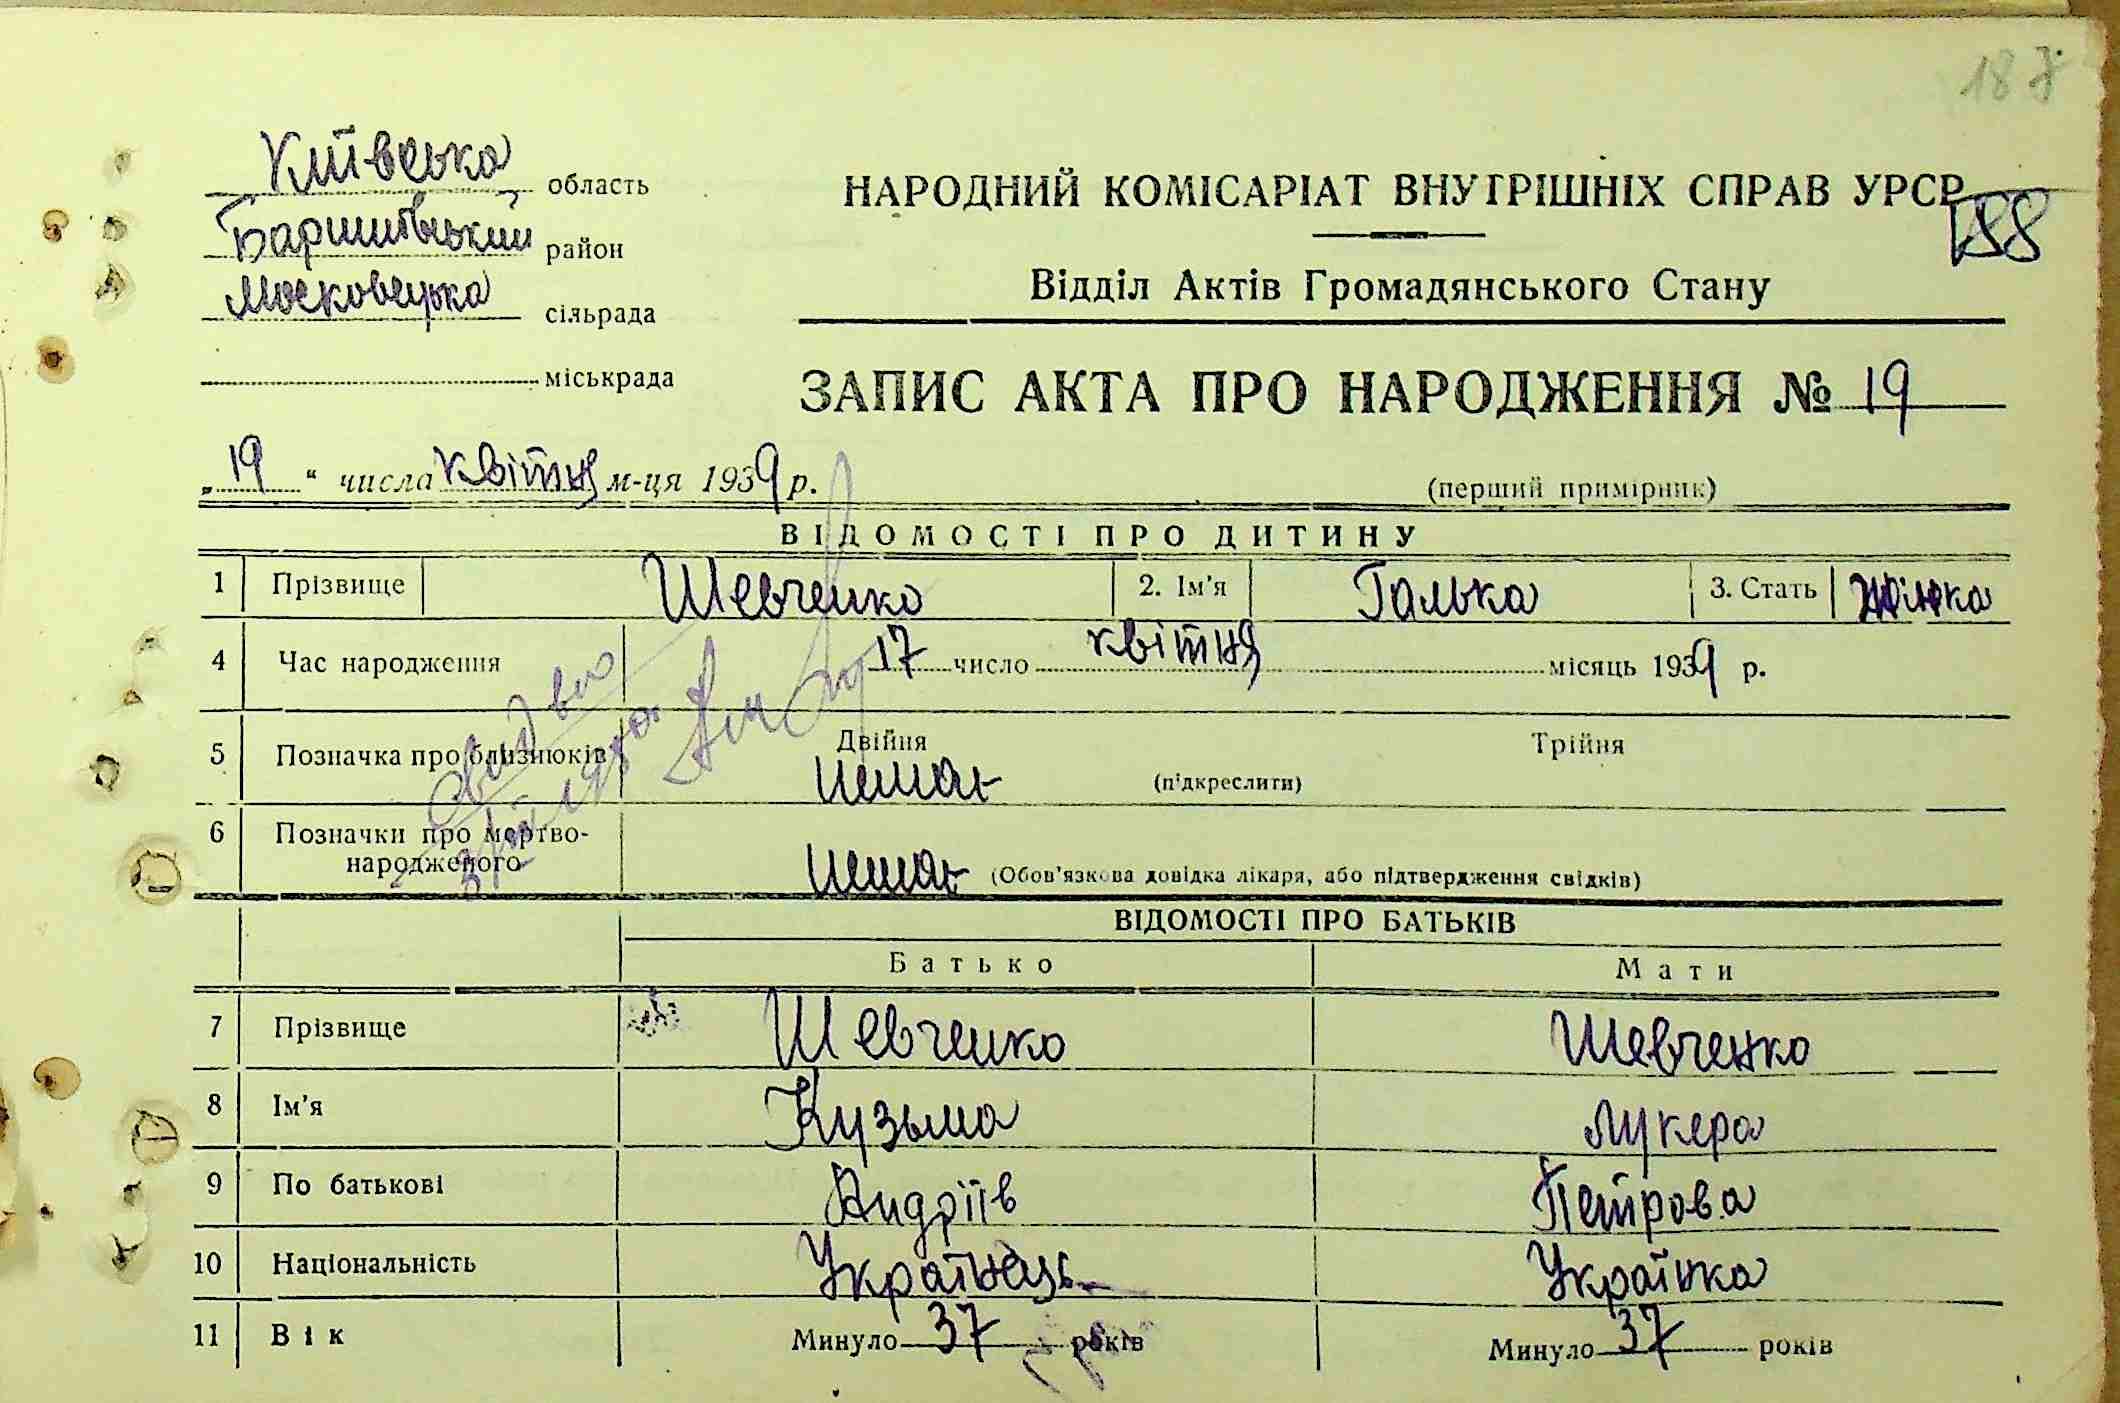 187
Київська область
Баришівський район
Московецька сільрада
міськрада
НАРОДНИЙ КОМІСАРІАТ ВНУТРІШНІХ СПРАВ УРСР
188
Відділ Актів Громадянського Стану
ЗАПИС АКТА ПРО НАРОДЖЕННЯ № 19
„19“ числа квітня м-ця 1939 р.
(перший примірник)
ВІДОМОСТІ ПРО ДИТИНУ
1 Прізвище Шевченко 2. Ім'я Галька 3. Стать Жінка
4 Час народження 17 число квітня місяць 1939 р.
5 Позначка про близнюків Двійня Трійня
немає (підкреслити)
6 Позначки про мертво-
народженого немає (Обов'язкова довідка лікаря, або підтвердження свідків)
ВІДОМОСТІ ПРО БАТЬКІВ
Батько Мати
7 Прізвище Шевченко Шевченко
8 Ім'я Кузьма Лукера
9 По батькові Андріїв Петрова
10 Національність Українець Українка
11 Вік Минуло 37 років Минуло 37 років